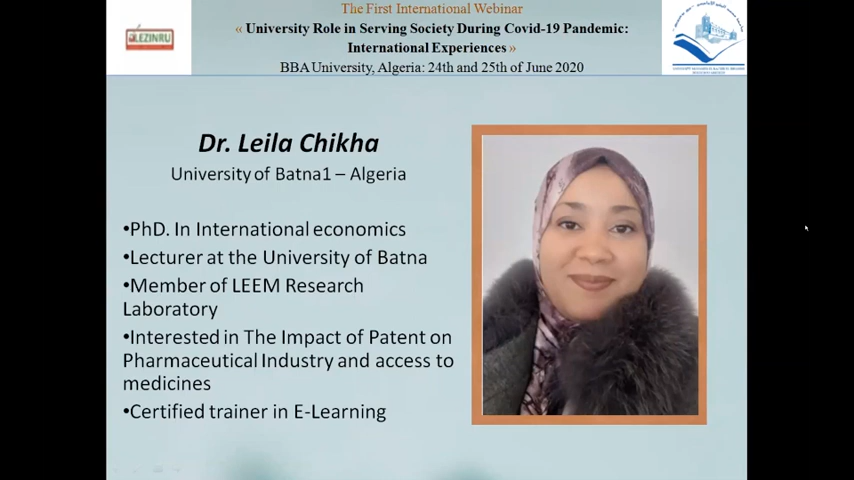 The First International Webinar
« University Role in Serving Society During Covid-19 Pandemic:
International Experiences »
BBA University, Algeria: 24th and 25th of June 2020
LEZINRU
Dr. Leila Chikha
University of Batna1 – Algeria
•PhD. In International economics
•Lecturer at the University of Batna
•Member of LEEM Research
Laboratory
•Interested in The Impact of Patent on
Pharmaceutical Industry and access to
medicines
•Certified trainer in E-Learning